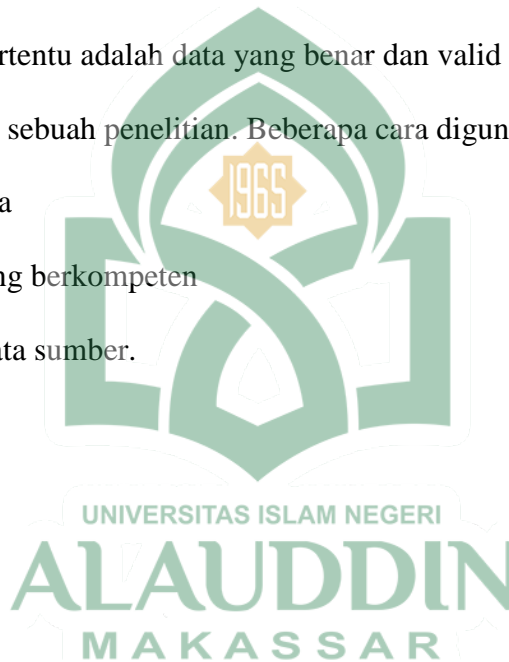 rtentu adalah data yang benar dan valid
sebuah penelitian. Beberapa cara digun
a
1965
ng berkompeten
ata sumber.
UNIVERSITAS ISLAM NEGERI
ALAUDDIN
MAKASSAR